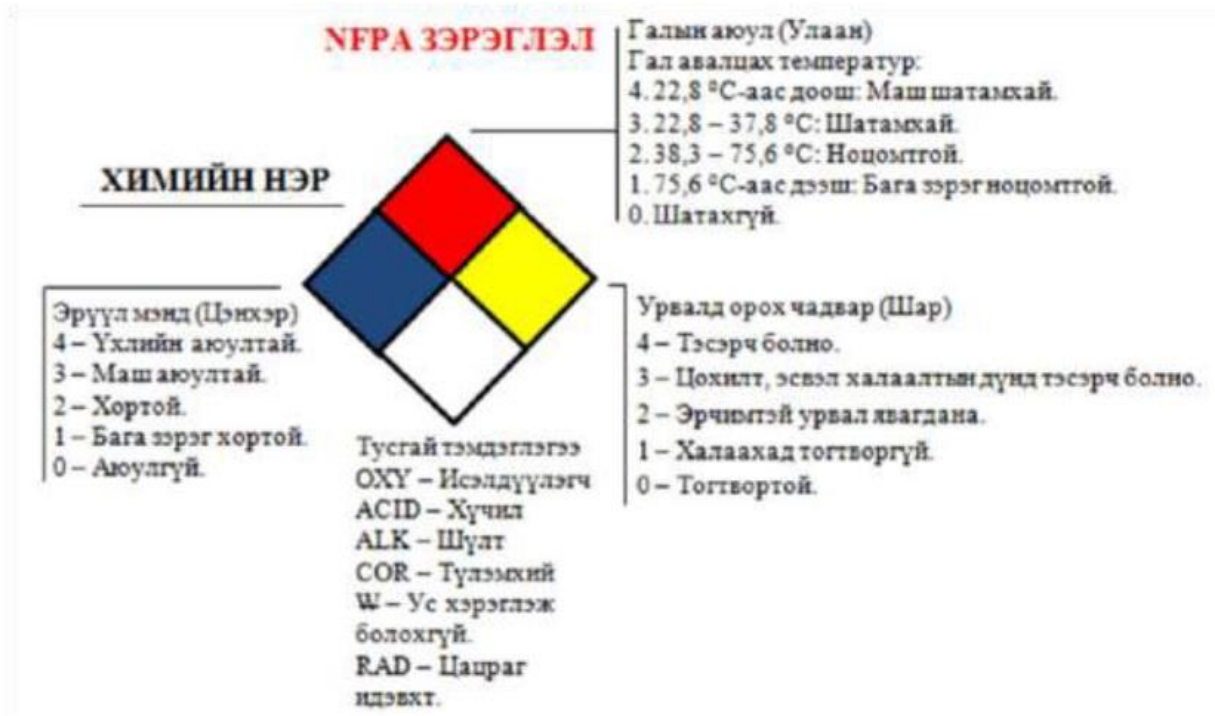 NFPA ЗЭРЭГЛЭЛ
Галын аюул (Улаан)
Гал авалцах температур:
4. 22,8 °C-аас доош: Маш шатамхай.
3. 22,8 – 37,8 °C: Шатамхай.
2. 38,3 – 75,6 °C: Ноцомтгой.
1. 75,6 °C-аас дээш: Бага зэрэг ноцомтгой.
0. Шатахгүй.
ХИМИЙН НЭР
Эрүүл мэнд (Цэнхэр)
4 – Үхлийн аюултай.
3 – Маш аюултай.
2 – Хортой.
1 – Бага зэрэг хортой.
0 – Аюулгүй.
Урвалд орох чадвар (Шар)
4 – Тэсэрч болно.
3 – Цохилт, эсвэл халаалтын дүнд тэсэрч болно.
2 – Эрчимтэй урвал явагдана.
1 – Халаахад тогтворгүй.
0 – Тогтвортой.
Тусгай тэмдэглэгээ
OXY – Исэлдүүлэгч
ACID – Хүчил
ALK – Шүлт
COR – Түлэмхий
W – Ус хэрэглэж
болохгүй.
RAD – Цацраг
идэвхт.